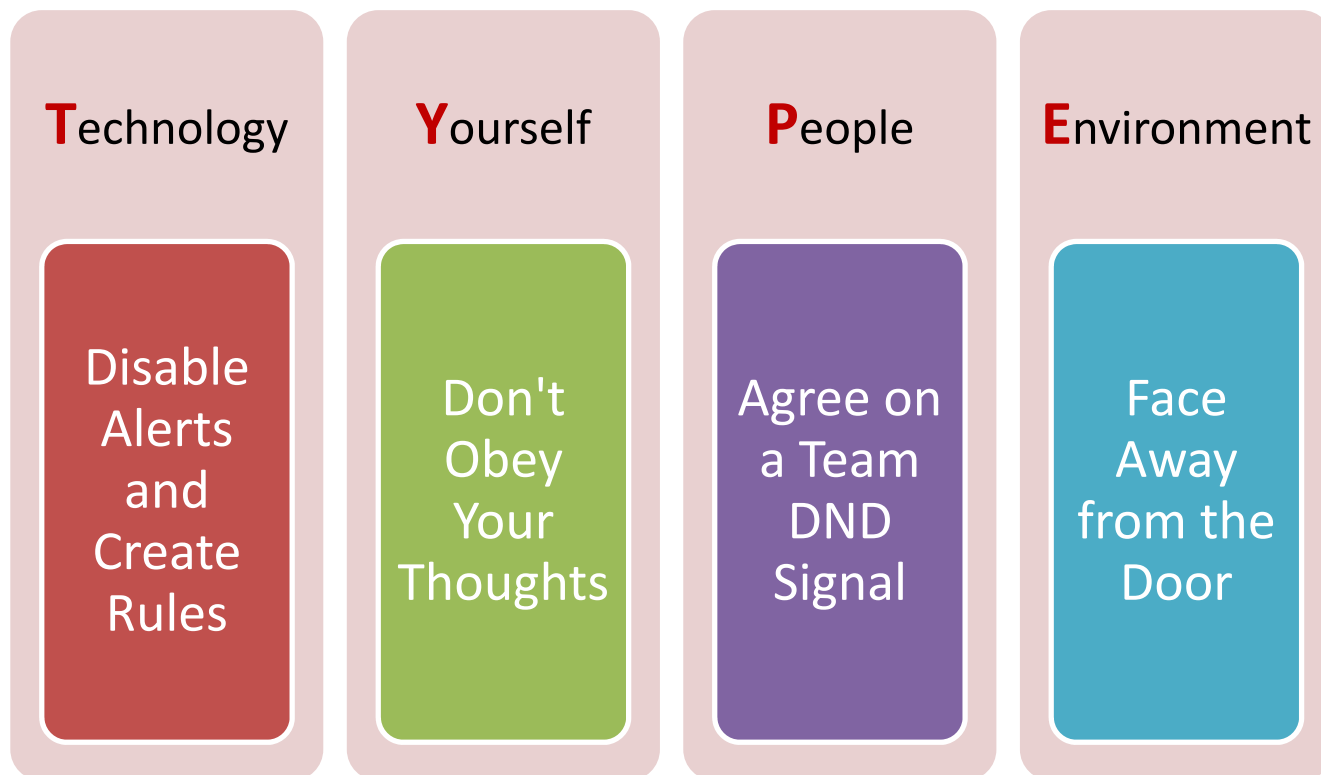 Technology
Disable
Alerts
and
Create
Rules
Yourself
Don't
Obey
Your
Thoughts
People
Agree on
a Team
DND
Signal
Environment
Face
Away
from the
Door